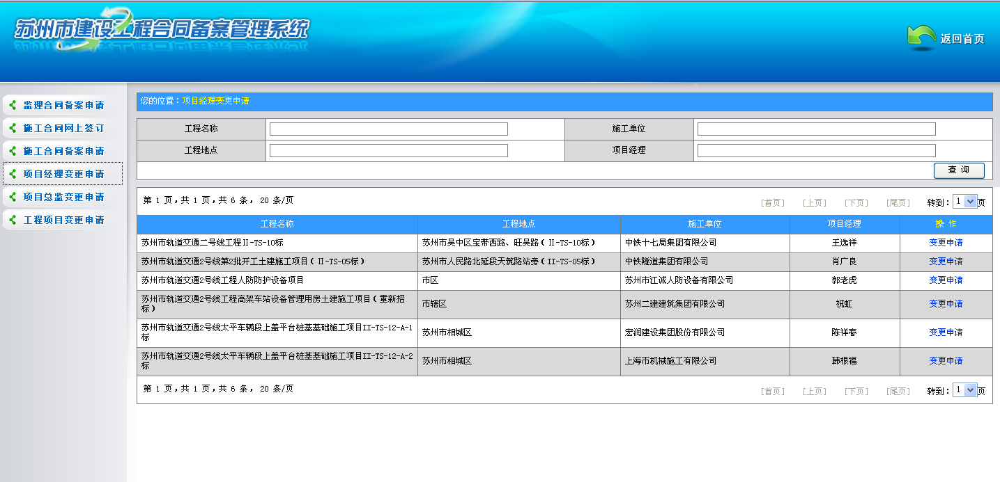 苏州市建设工程合同备案管理系统
返回首页
监理合同备案申请
施工合同网上签订
施工合同备案申请
项目经理变更申请
项目总监变更申请
工程项目变更申请
您的位置：项目经理变更申请
工程名称 施工单位
工程地点 项目经理
查 询
第 1 页,共 1 页,共 6 条, 20 条/页 [首页] [上页] [下页] [尾页] 转到: 1 页
工程名称 工程地点 施工单位 项目经理 操 作
苏州市轨道交通二号线工程Ⅱ-TS-10标 苏州市吴中区宝带西路、旺吴路(Ⅱ-TS-10标) 中铁十七局集团有限公司 王选祥 变更申请
苏州市轨道交通2号线第2批开工土建施工项目(Ⅱ-TS-05标) 苏州市人民路北延段天筑路站旁(II-TS-05标) 中铁隧道集团有限公司 肖广良 变更申请
苏州市轨道交通2号线工程人防防护设备项目 市区 苏州市江诚人防设备有限公司 郭老虎 变更申请
苏州市轨道交通2号线工程高架车站设备管理用房土建施工项目(重新招
标) 市辖区 苏州二建建筑集团有限公司 祝虹 变更申请
苏州市轨道交通2号线太平车辆段上盖平台桩基基础施工项目II-TS-12-A-1
标 苏州市相城区 宏润建设集团股份有限公司 陈祥春 变更申请
苏州市轨道交通2号线太平车辆段上盖平台桩基基础施工项目II-TS-12-A-2
标 苏州市相城区 上海市机械施工有限公司 韩根福 变更申请
第 1 页,共 1 页,共 6 条, 20 条/页 [首页] [上页] [下页] [尾页] 转到: 1 页